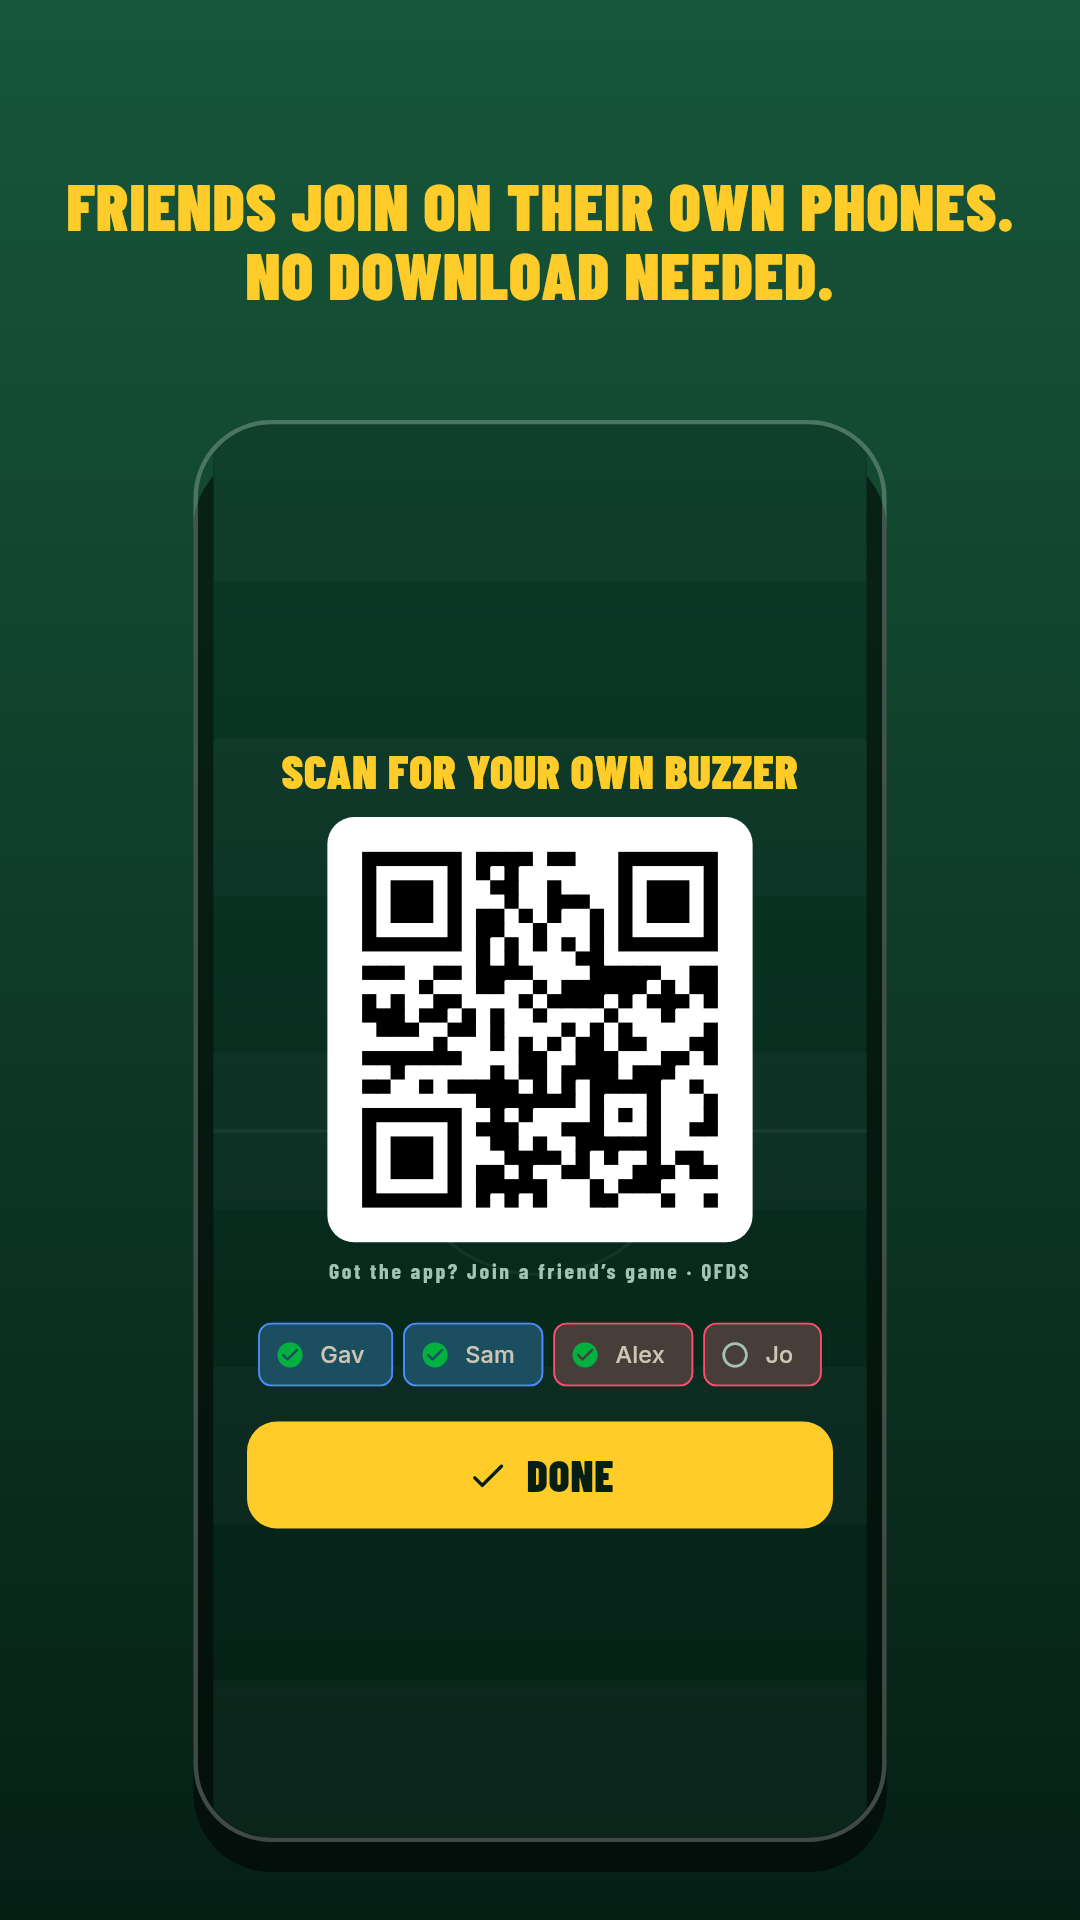 FRIENDS JOIN ON THEIR OWN PHONES.
NO DOWNLOAD NEEDED.
SCAN FOR YOUR OWN BUZZER
Got the app? Join a friend’s game · QFDS
Gav Sam Alex Jo
DONE